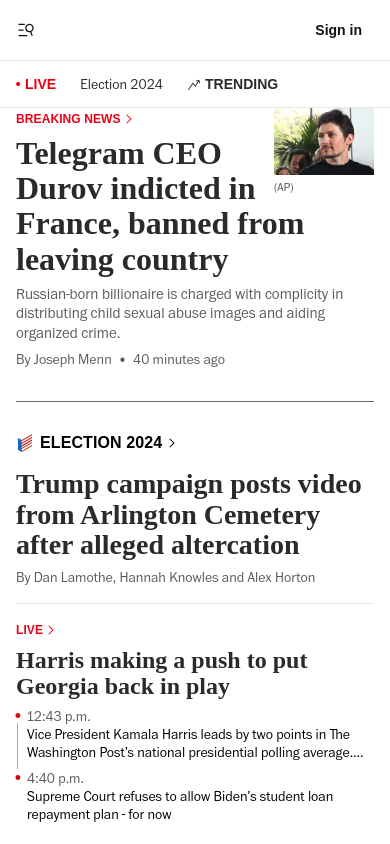 Sign in
LIVE
Election 2024
TRENDING
BREAKING NEWS
Telegram CEO
Durov indicted in
France, banned from
leaving country
(AP)
Russian-born billionaire is charged with complicity in
distributing child sexual abuse images and aiding
organized crime.
By Joseph Menn • 40 minutes ago
ELECTION 2024
Trump campaign posts video
from Arlington Cemetery
after alleged altercation
By Dan Lamothe, Hannah Knowles and Alex Horton
LIVE
Harris making a push to put
Georgia back in play
12:43 p.m.
Vice President Kamala Harris leads by two points in The
Washington Post’s national presidential polling average....
4:40 p.m.
Supreme Court refuses to allow Biden’s student loan
repayment plan - for now